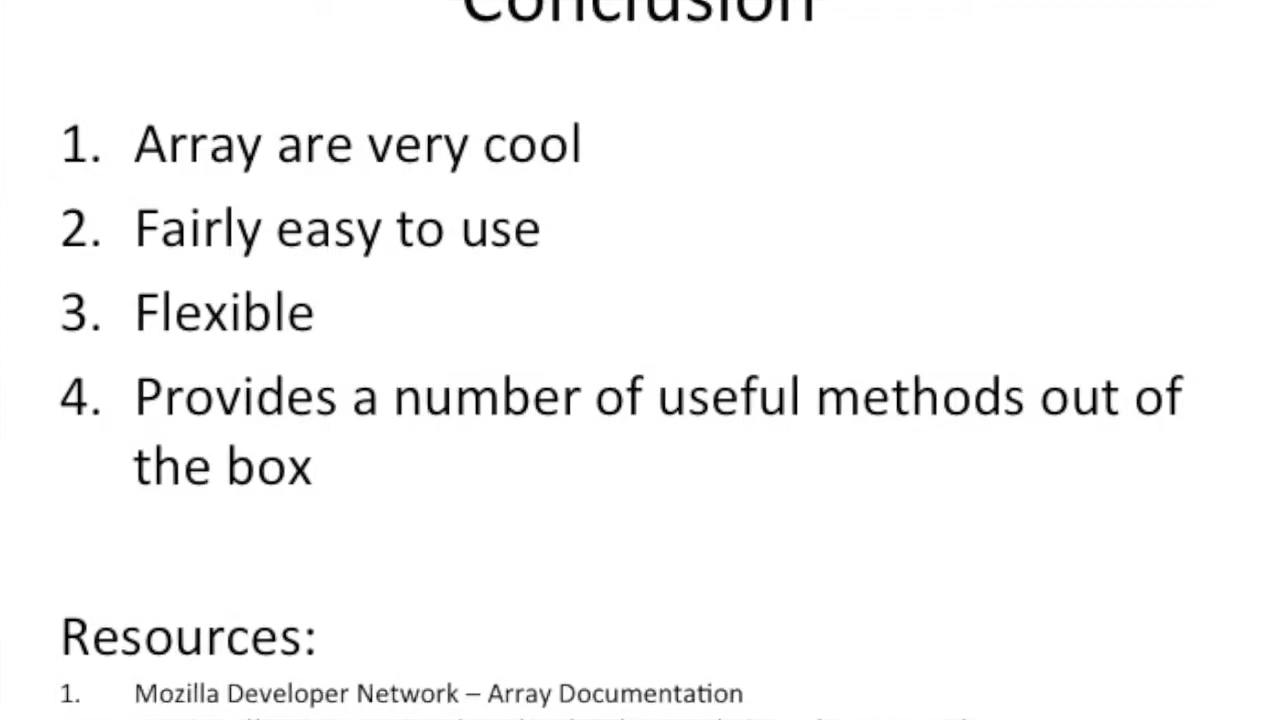 Conclusion
1. Array are very cool
2. Fairly easy to use
3. Flexible
4. Provides a number of useful methods out of
the box
Resources:
1. Mozilla Developer Network – Array Documentation